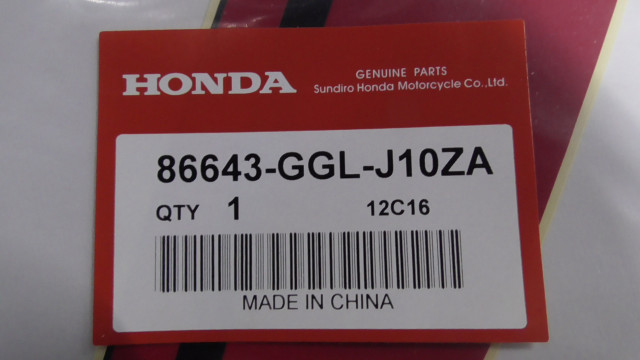 HONDA
GENUINE PARTS
Sundiro Honda Motorcycle Co.,Ltd.
86643-GGL-J10ZA
QTY 1 12C16
MADE IN CHINA